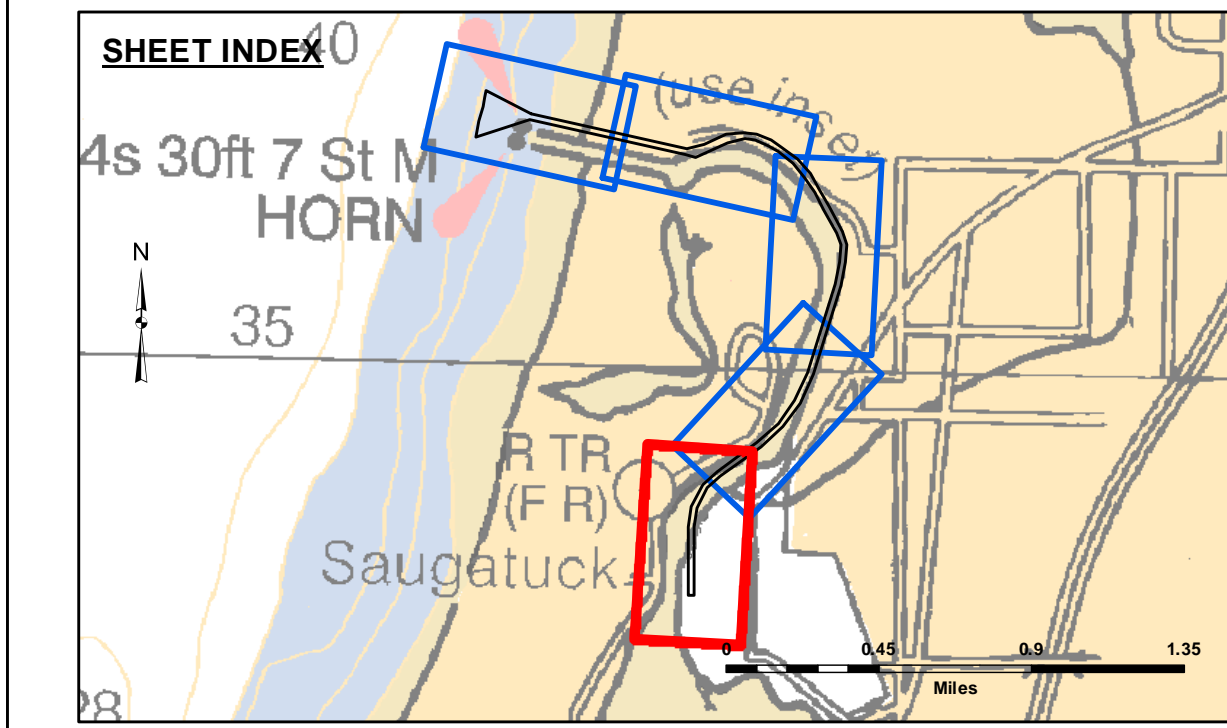 SHEET INDEX
40
(use inset)
4s 30ft 7 St M
HORN
N
35
R TR
(F R)
Saugatuck
0
0.45
0.9
1.35
Miles
28